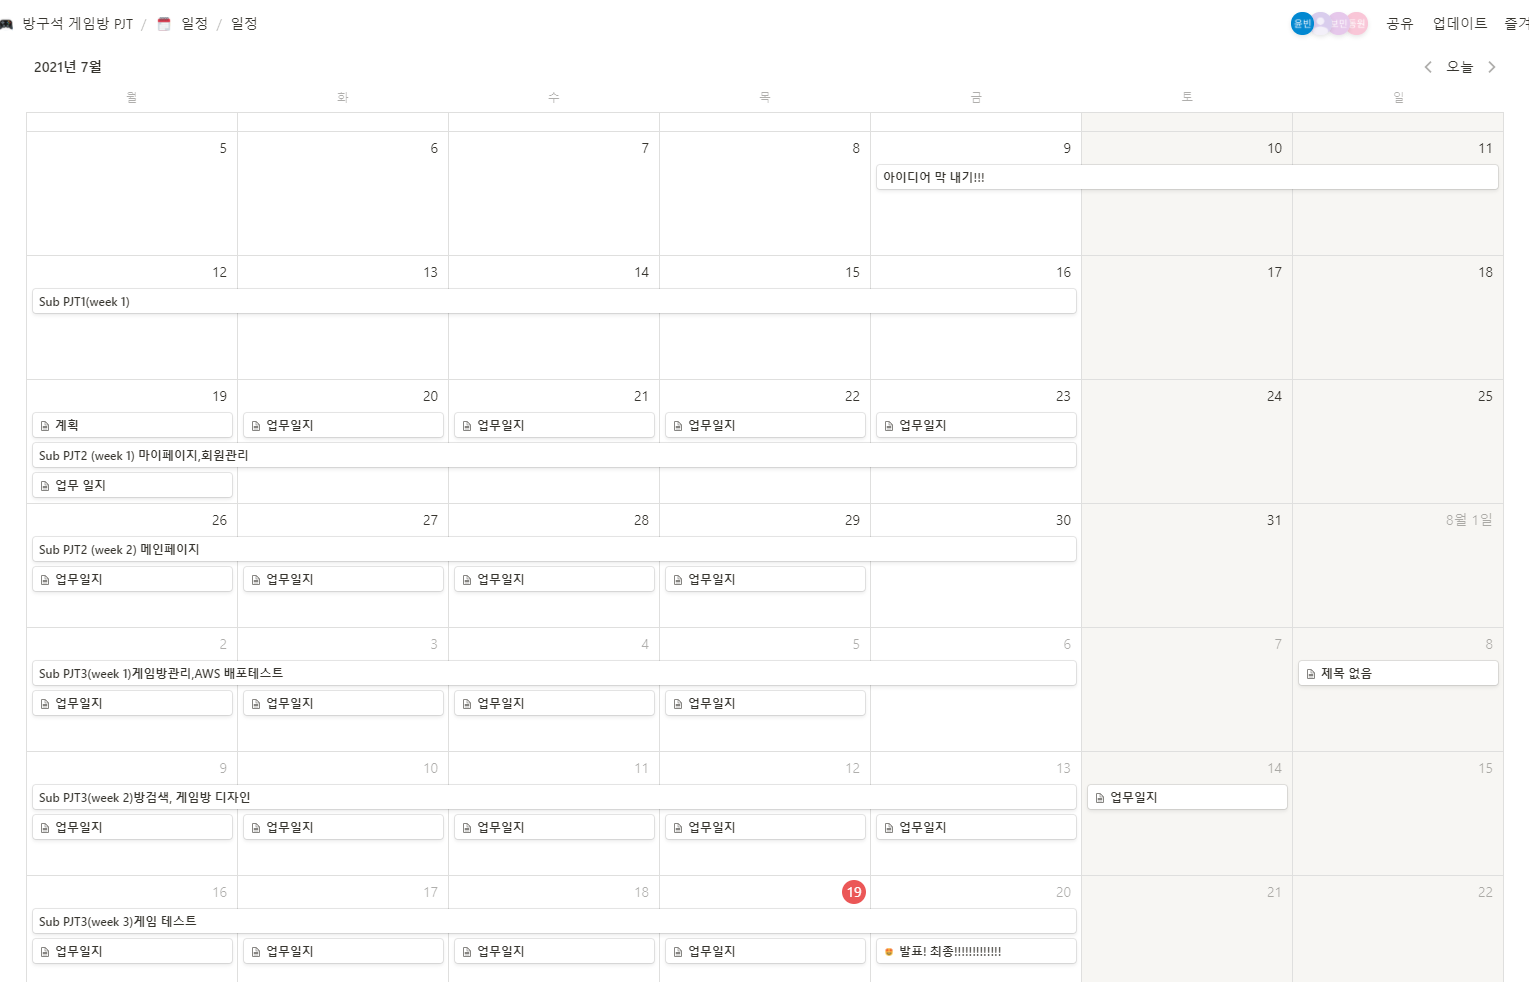 방구석 게임방 PJT / 일정 / 일정
윤빈 보민 동원 공유 업데이트 즐겨
2021년 7월
오늘
월 화 수 목 금 토 일
5 6 7 8 9 10 11
아이디어 막 내기!!!
12 13 14 15 16 17 18
Sub PJT1(week 1)
19 20 21 22 23 24 25
계획 업무일지 업무일지 업무일지 업무일지
Sub PJT2 (week 1) 마이페이지,회원관리
업무 일지
26 27 28 29 30 31 8월 1일
Sub PJT2 (week 2) 메인페이지
업무일지 업무일지 업무일지 업무일지
2 3 4 5 6 7 8
Sub PJT3(week 1)게임방관리,AWS 배포테스트 제목 없음
업무일지 업무일지 업무일지 업무일지
9 10 11 12 13 14 15
Sub PJT3(week 2)방검색, 게임방 디자인 업무일지
업무일지 업무일지 업무일지 업무일지 업무일지
16 17 18 19 20 21 22
Sub PJT3(week 3)게임 테스트
업무일지 업무일지 업무일지 업무일지 발표! 최종!!!!!!!!!!!!!